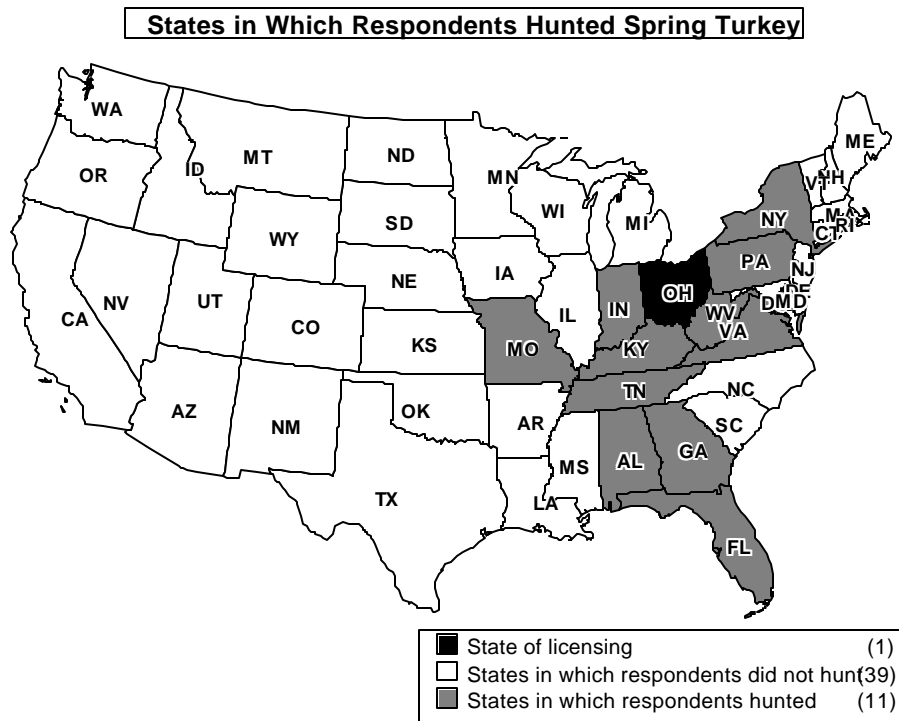 States in Which Respondents Hunted Spring Turkey
WA
OR
ID
MT
ND
MN
WI
MI
ME
VT
NH
NY
MA
CT
RI
WY
SD
IA
NE
NV
UT
CO
CA
KS
MO
IL
IN
OH
PA
NJ
DE
MD
D
WV
VA
KY
TN
NC
SC
AZ
NM
OK
AR
TX
LA
MS
AL
GA
FL
State of licensing (1)
States in which respondents did not hunt (39)
States in which respondents hunted (11)